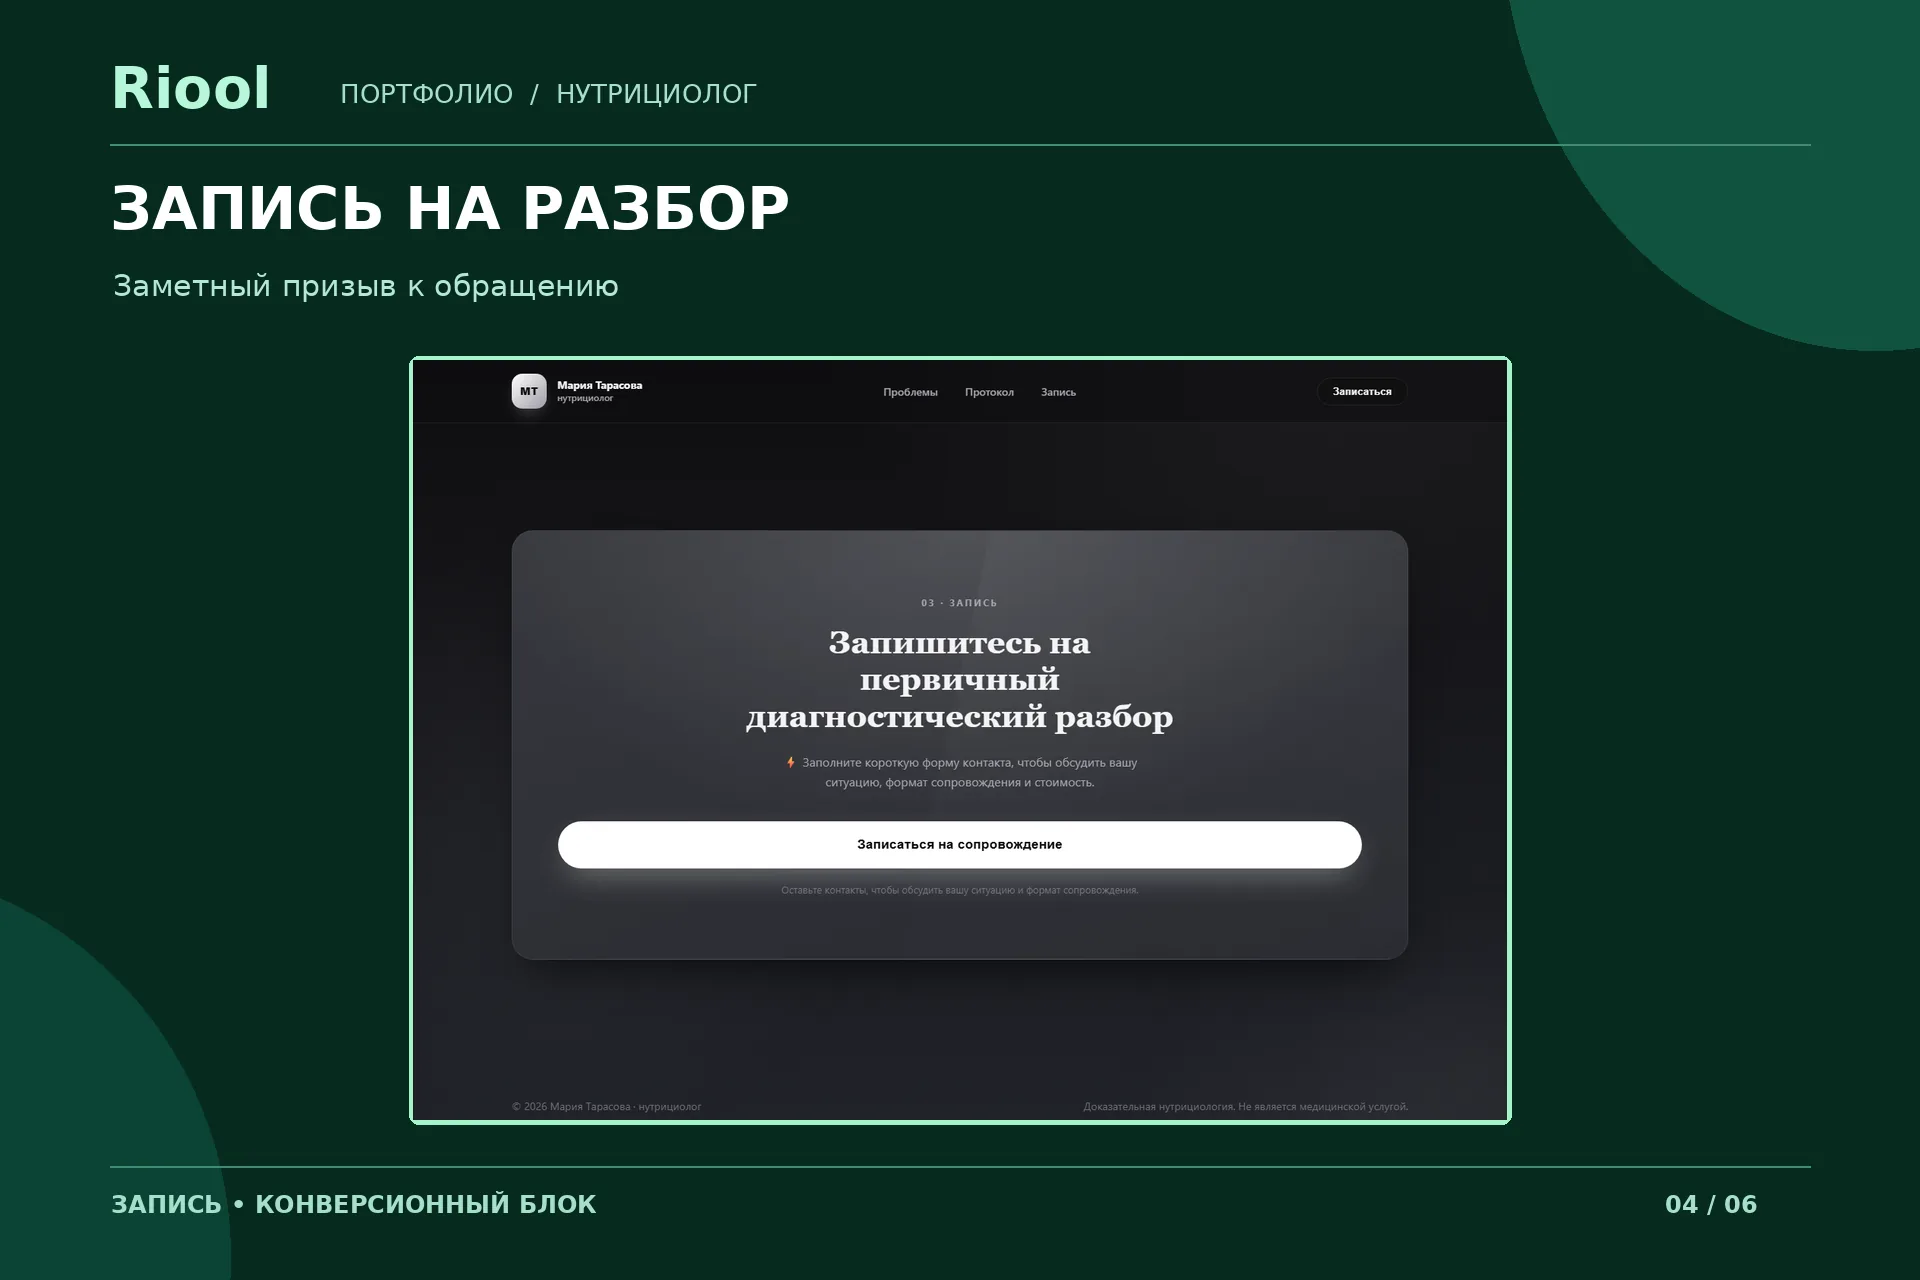 Riool
ПОРТФОЛИО / НУТРИЦИОЛОГ
ЗАПИСЬ НА РАЗБОР
Заметный призыв к обращению
МТ
Мария Тарасова
нутрициолог
Проблемы
Протокол
Запись
Записаться
03 · ЗАПИСЬ
Запишитесь на
первичный
диагностический разбор
Заполните короткую форму контакта, чтобы обсудить вашу
ситуацию, формат сопровождения и стоимость.
Записаться на сопровождение
Оставьте контакты, чтобы обсудить вашу ситуацию и формат сопровождения.
© 2026 Мария Тарасова · нутрициолог
Доказательная нутрициология. Не является медицинской услугой.
ЗАПИСЬ • КОНВЕРСИОННЫЙ БЛОК
04 / 06